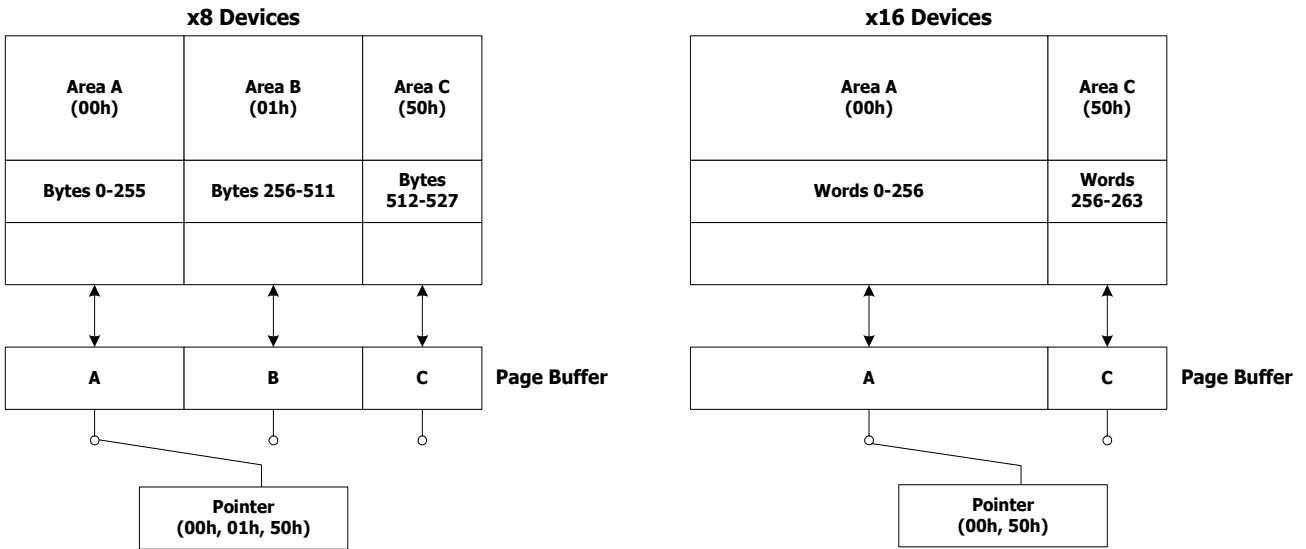 x8 Devices
Area A
(00h)
Area B
(01h)
Area C
(50h)
Bytes 0-255
Bytes 256-511
Bytes
512-527
A
B
C
Page Buffer
Pointer
(00h, 01h, 50h)
x16 Devices
Area A
(00h)
Area C
(50h)
Words 0-256
Words
256-263
A
C
Page Buffer
Pointer
(00h, 50h)